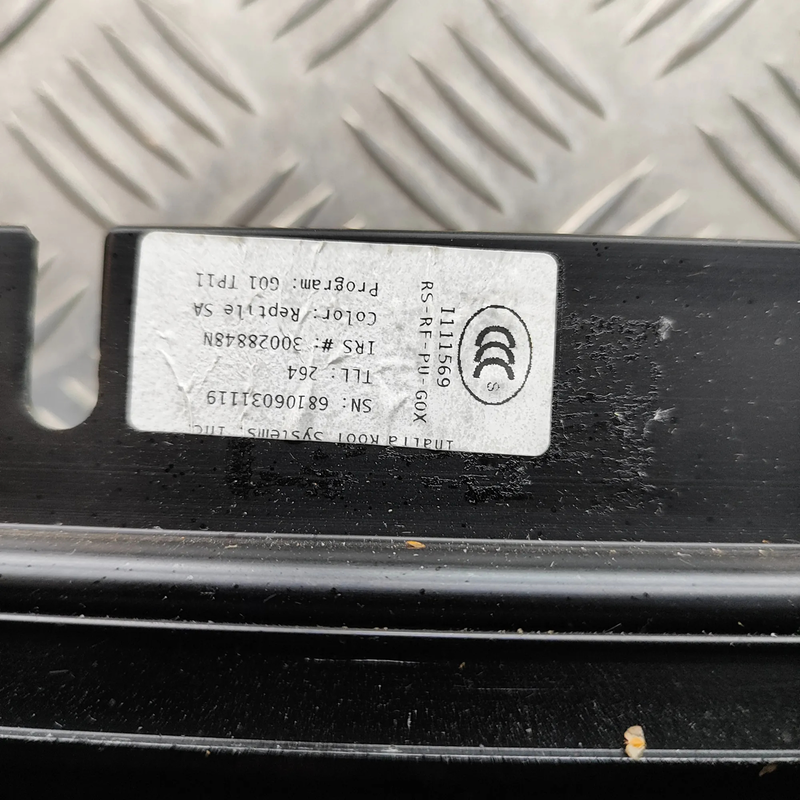 Inalfa Roof Systems, Inc
SN: 68106031119
TLL: 264
IRS #: 30028848N
Color: Reptile SA
Program: G01 TP11
RS-RF-PU-G0X
I111569
CCC
S